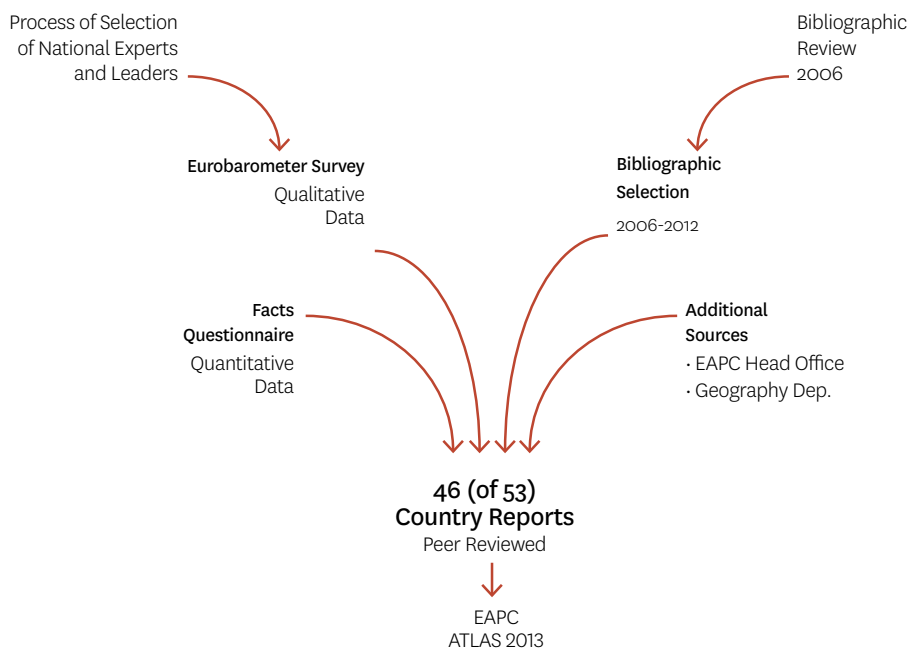 Process of Selection
of National Experts
and Leaders
Bibliographic
Review
2006
Eurobarometer Survey
Qualitative
Data
Bibliographic
Selection
2006-2012
Facts
Questionnaire
Quantitative
Data
Additional
Sources
· EAPC Head Office
· Geography Dep.
46 (of 53)
Country Reports
Peer Reviewed
EAPC
ATLAS 2013